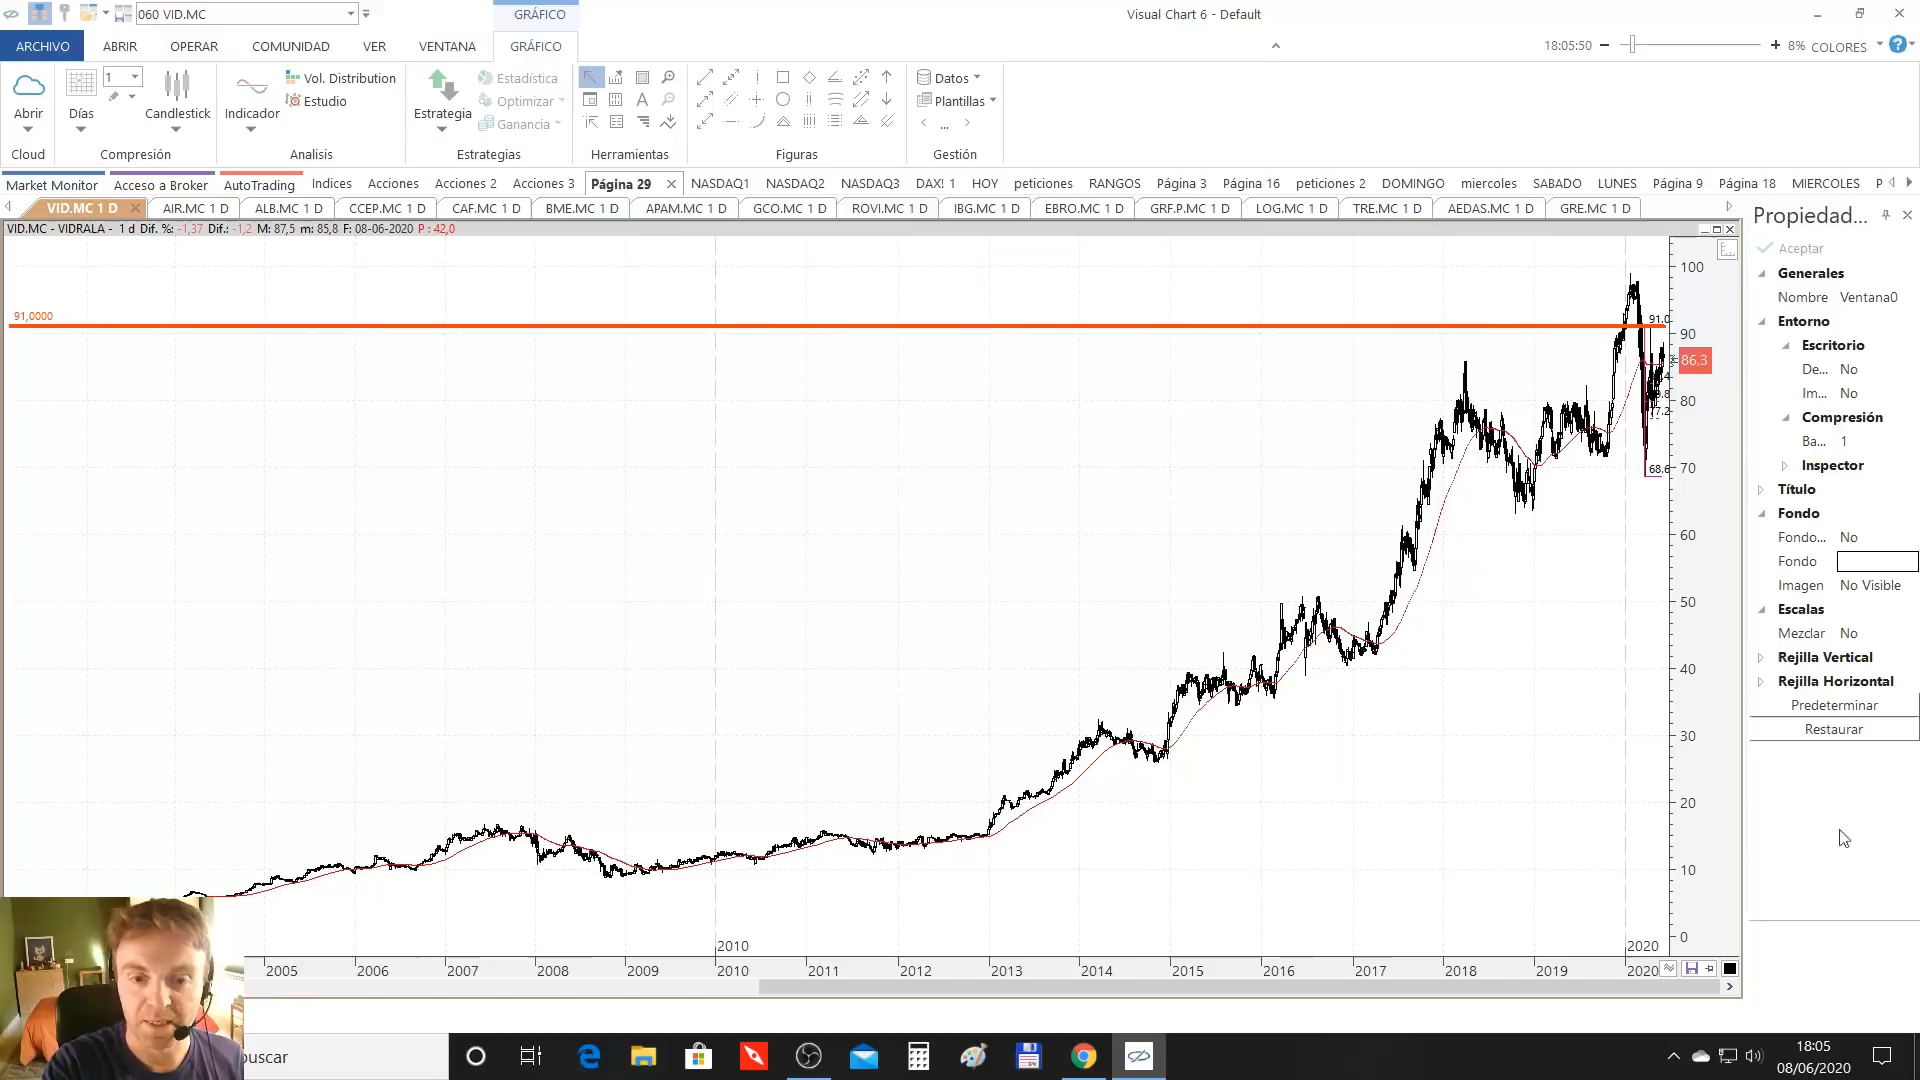 060 VID.MC
GRÁFICO
Visual Chart 6 - Default
ARCHIVO ABRIR OPERAR COMUNIDAD VER VENTANA GRÁFICO
18:05:50 8% COLORES
Abrir
Cloud
Días
1
Candlestick
Compresión
Indicador
Vol. Distribution
Estudio
Analisis
Estrategia
Estadística
Optimizar
Ganancia
Estrategias
Herramientas
Figuras
Datos
Plantillas
...
Gestión
Market Monitor Acceso a Broker AutoTrading Indices Acciones Acciones 2 Acciones 3 Página 29 NASDAQ1 NASDAQ2 NASDAQ3 DAX! 1 HOY peticiones RANGOS Página 3 Página 16 peticiones 2 DOMINGO miercoles SABADO LUNES Página 9 Página 18 MIERCOLES P
VID.MC 1 D AIR.MC 1 D ALB.MC 1 D CCEP.MC 1 D CAF.MC 1 D BME.MC 1 D APAM.MC 1 D GCO.MC 1 D ROVI.MC 1 D IBG.MC 1 D EBRO.MC 1 D GRF.P.MC 1 D LOG.MC 1 D TRE.MC 1 D AEDAS.MC 1 D GRE.MC 1 D
VID.MC - VIDRALA - 1 d Dif. %: -1,37 Dif.: -1,2 M: 87,5 m: 85,8 F: 08-06-2020 P : 42,0
91,0000
91.0
77.2
68.6
100
90
86.3
80
70
60
50
40
30
20
10
0
2010 2020
2005 2006 2007 2008 2009 2010 2011 2012 2013 2014 2015 2016 2017 2018 2019 2020
Propiedad...
Aceptar
Generales
Nombre Ventana0
Entorno
Escritorio
De... No
Im... No
Compresión
Ba... 1
Inspector
Título
Fondo
Fondo... No
Fondo
Imagen No Visible
Escalas
Mezclar No
Rejilla Vertical
Rejilla Horizontal
Predeterminar
Restaurar
buscar
18:05
08/06/2020